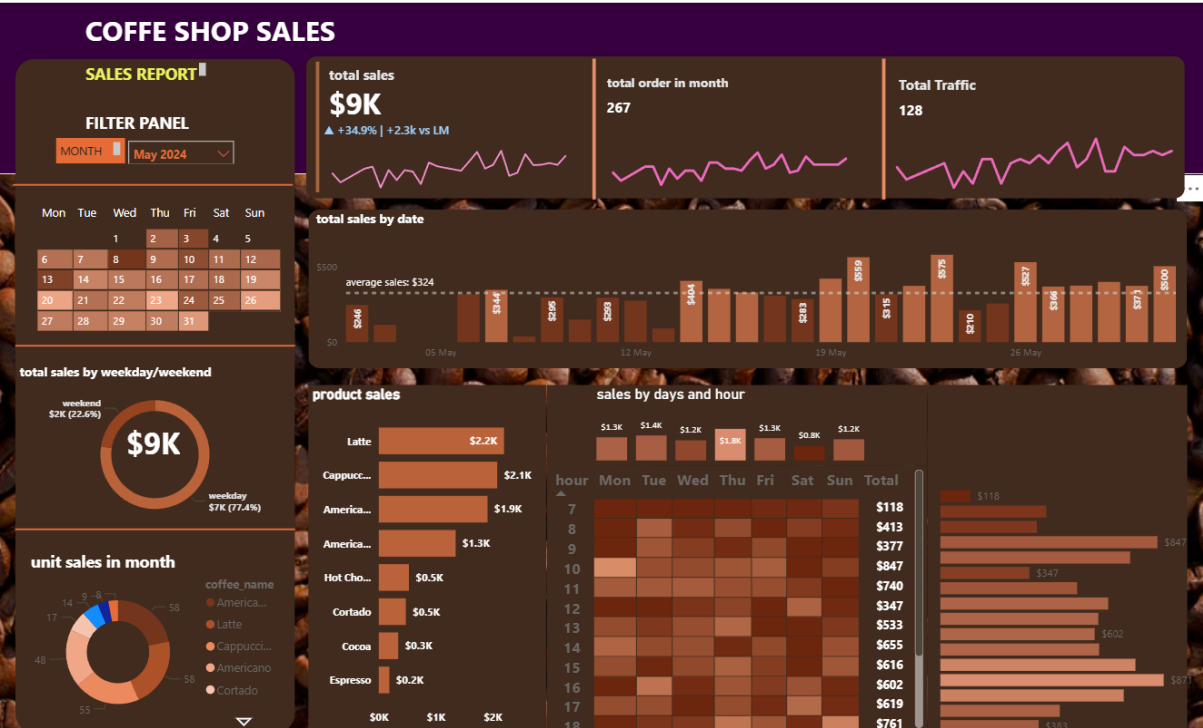 COFFE SHOP SALES
SALES REPORT
FILTER PANEL
MONTH
May 2024
total sales
$9K
+34.9% | +2.3k vs LM
total order in month
267
Total Traffic
128
Mon Tue Wed Thu Fri Sat Sun
1 2 3 4 5
6 7 8 9 10 11 12
13 14 15 16 17 18 19
20 21 22 23 24 25 26
27 28 29 30 31
total sales by date
$500
average sales: $324
$0
$246 $344 $295 $293 $404 $283 $559 $315 $575 $210 $527 $366 $371 $500
05 May 12 May 19 May 26 May
total sales by weekday/weekend
weekend
$2K (22.6%)
$9K
weekday
$7K (77.4%)
unit sales in month
58
58
55
48
17
14
9
8
coffee_name
America...
Latte
Cappucci...
Americano
Cortado
product sales
Latte $2.2K
Cappucc... $2.1K
America... $1.9K
America... $1.3K
Hot Cho... $0.5K
Cortado $0.5K
Cocoa $0.3K
Espresso $0.2K
$0K $1K $2K
sales by days and hour
$1.3K $1.4K $1.2K $1.8K $1.3K $0.8K $1.2K
hour Mon Tue Wed Thu Fri Sat Sun Total
7 $118
8 $413
9 $377
10 $847
11 $740
12 $347
13 $533
14 $655
15 $616
16 $602
17 $619
18 $761
$118
$847
$347
$602
$871
$383